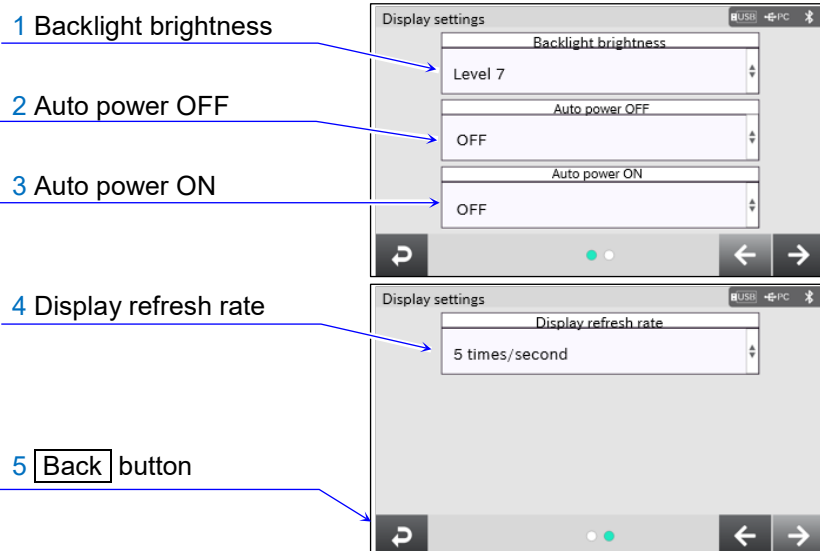 1 Backlight brightness
2 Auto power OFF
3 Auto power ON
Display settings
USB PC
Backlight brightness
Level 7
Auto power OFF
OFF
Auto power ON
OFF
4 Display refresh rate
5 Back button
Display settings
USB PC
Display refresh rate
5 times/second